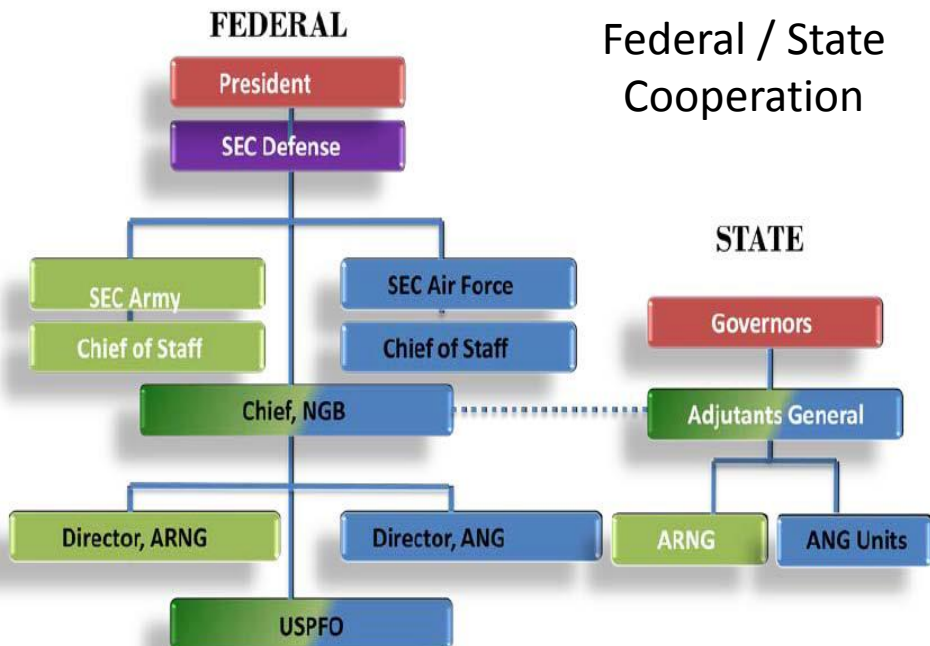 FEDERAL
Federal / State
Cooperation
President
SEC Defense
STATE
SEC Army
SEC Air Force
Governors
Chief of Staff
Chief of Staff
Chief, NGB
Adjutants General
Director, ARNG
Director, ANG
ARNG
ANG Units
USPFO